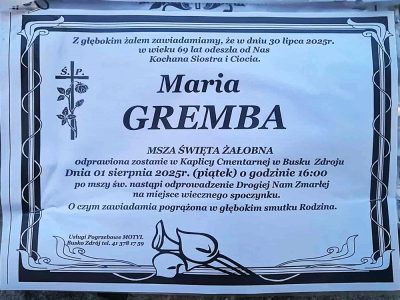 Z głębokim żalem zawiadamiamy, że w dniu 30 lipca 2025r.
w wieku 69 lat odeszła od Nas
Kochana Siostra i Ciocia.
Ś. P.
Maria
GREMBA
MSZA ŚWIĘTA ŻAŁOBNA
odprawiona zostanie w Kaplicy Cmentarnej w Busku Zdroju
Dnia 01 sierpnia 2025r. (piątek) o godzinie 16:00
po mszy św. nastąpi odprowadzenie Drogiej Nam Zmarłej
na miejsce wiecznego spoczynku.
O czym zawiadamia pogrążona w głębokim smutku Rodzina.
Usługi Pogrzebowe MOTYL
Busko Zdrój tel. 41 378 17 59